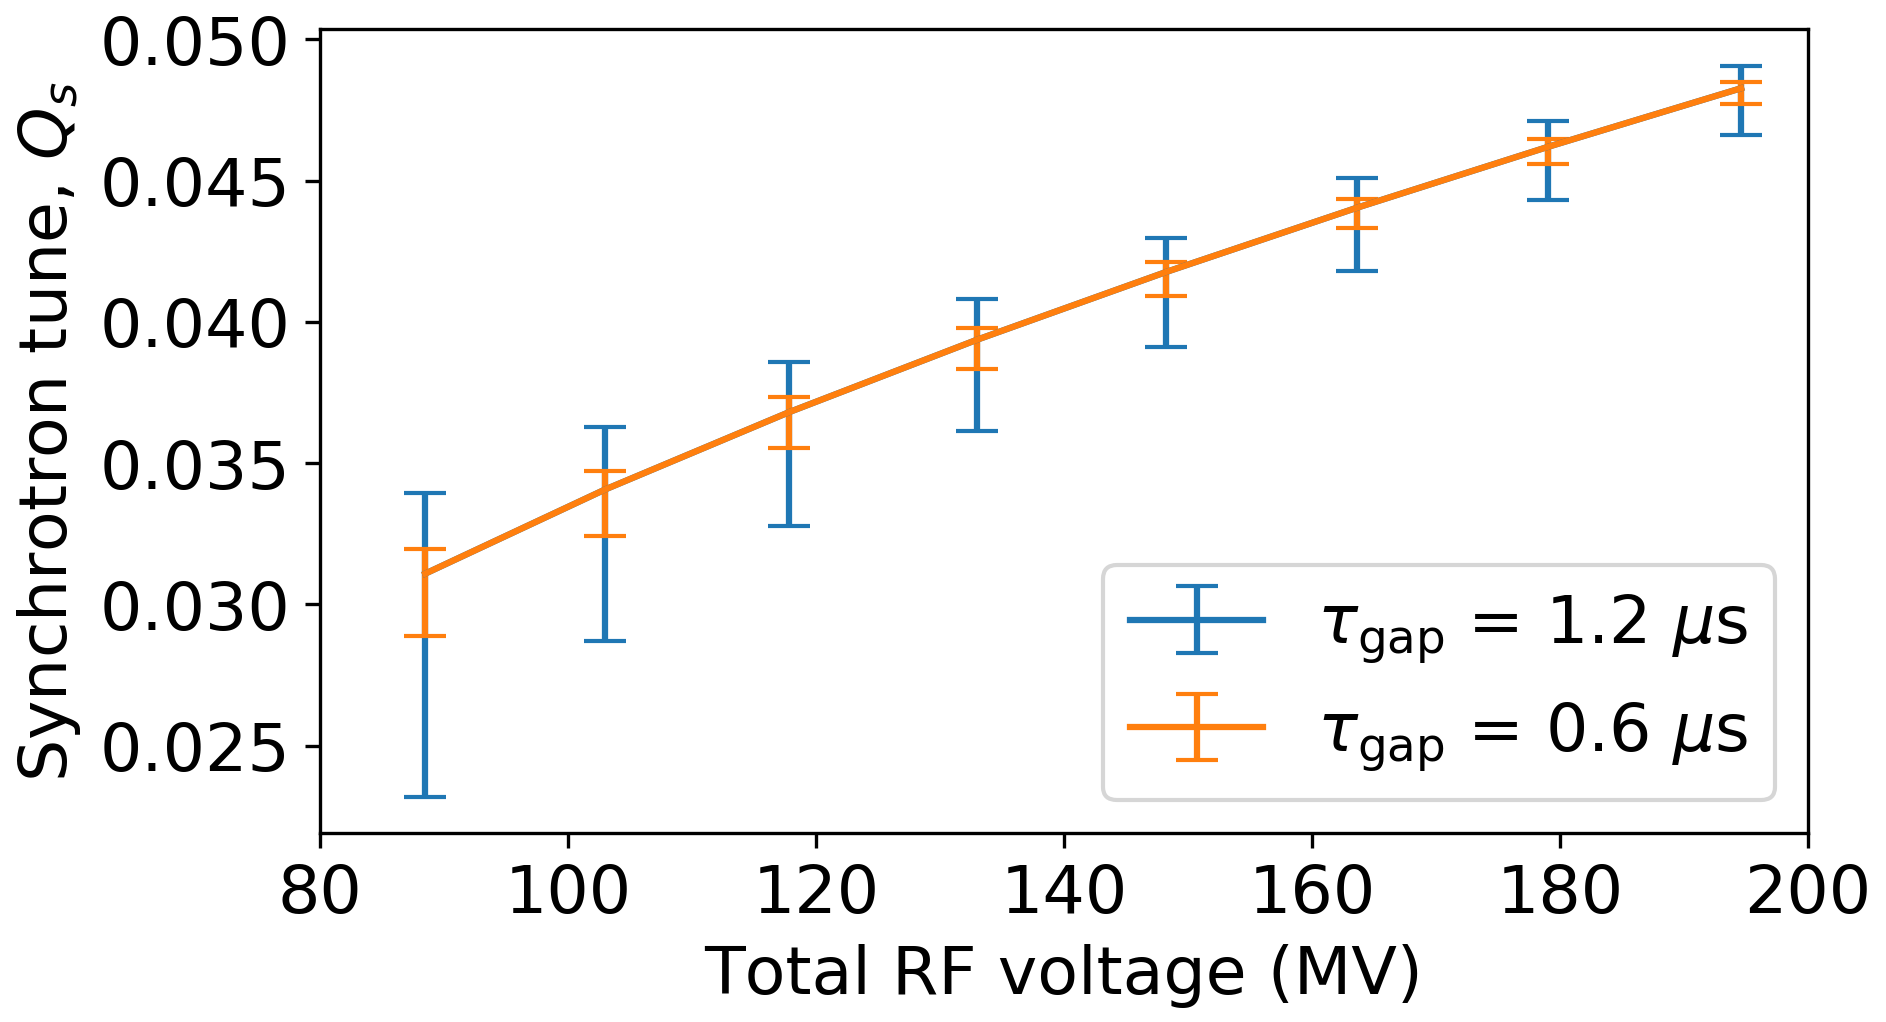 Synchrotron tune, Qs
0.050
0.045
0.040
0.035
0.030
0.025
80 100 120 140 160 180 200
Total RF voltage (MV)
τgap = 1.2 μs
τgap = 0.6 μs